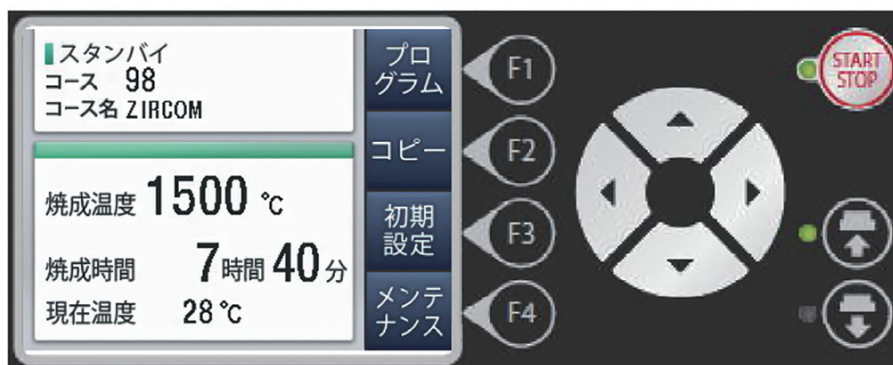 スタンバイ
コース 98
コース名 ZIRCOM
焼成温度 1500 ℃
焼成時間 7時間40分
現在温度 28℃
プロ
グラム
コピー
初期
設定
メンテ
ナンス
F1
F2
F3
F4
START
STOP